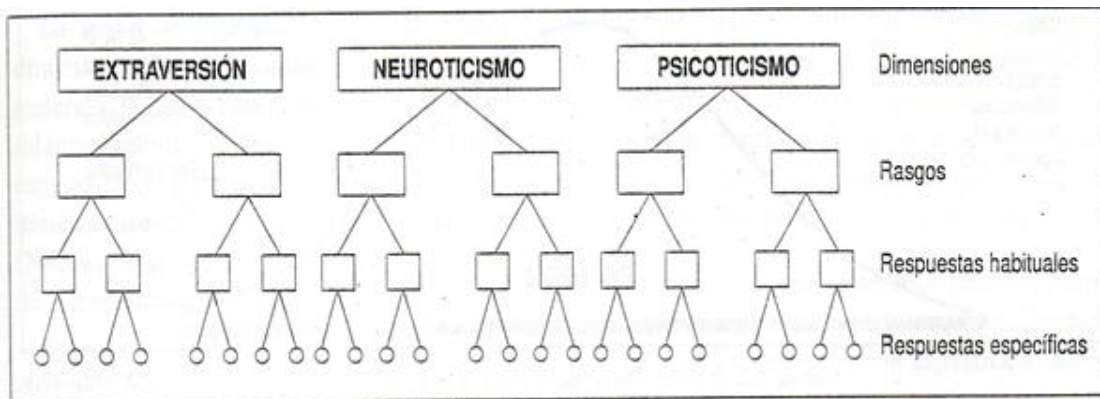 EXTRAVERSIÓN NEUROTICISMO PSICOTICISMO Dimensiones
Rasgos
Respuestas habituales
Respuestas específicas